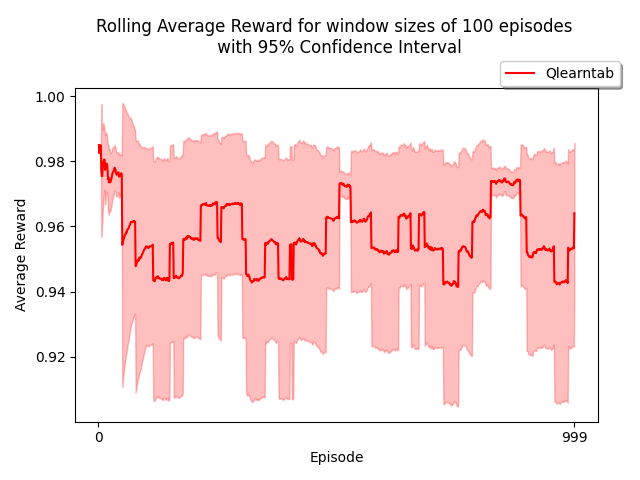 Rolling Average Reward for window sizes of 100 episodes
with 95% Confidence Interval
Qlearntab
1.00
0.98
0.96
0.94
0.92
Average Reward
0
999
Episode